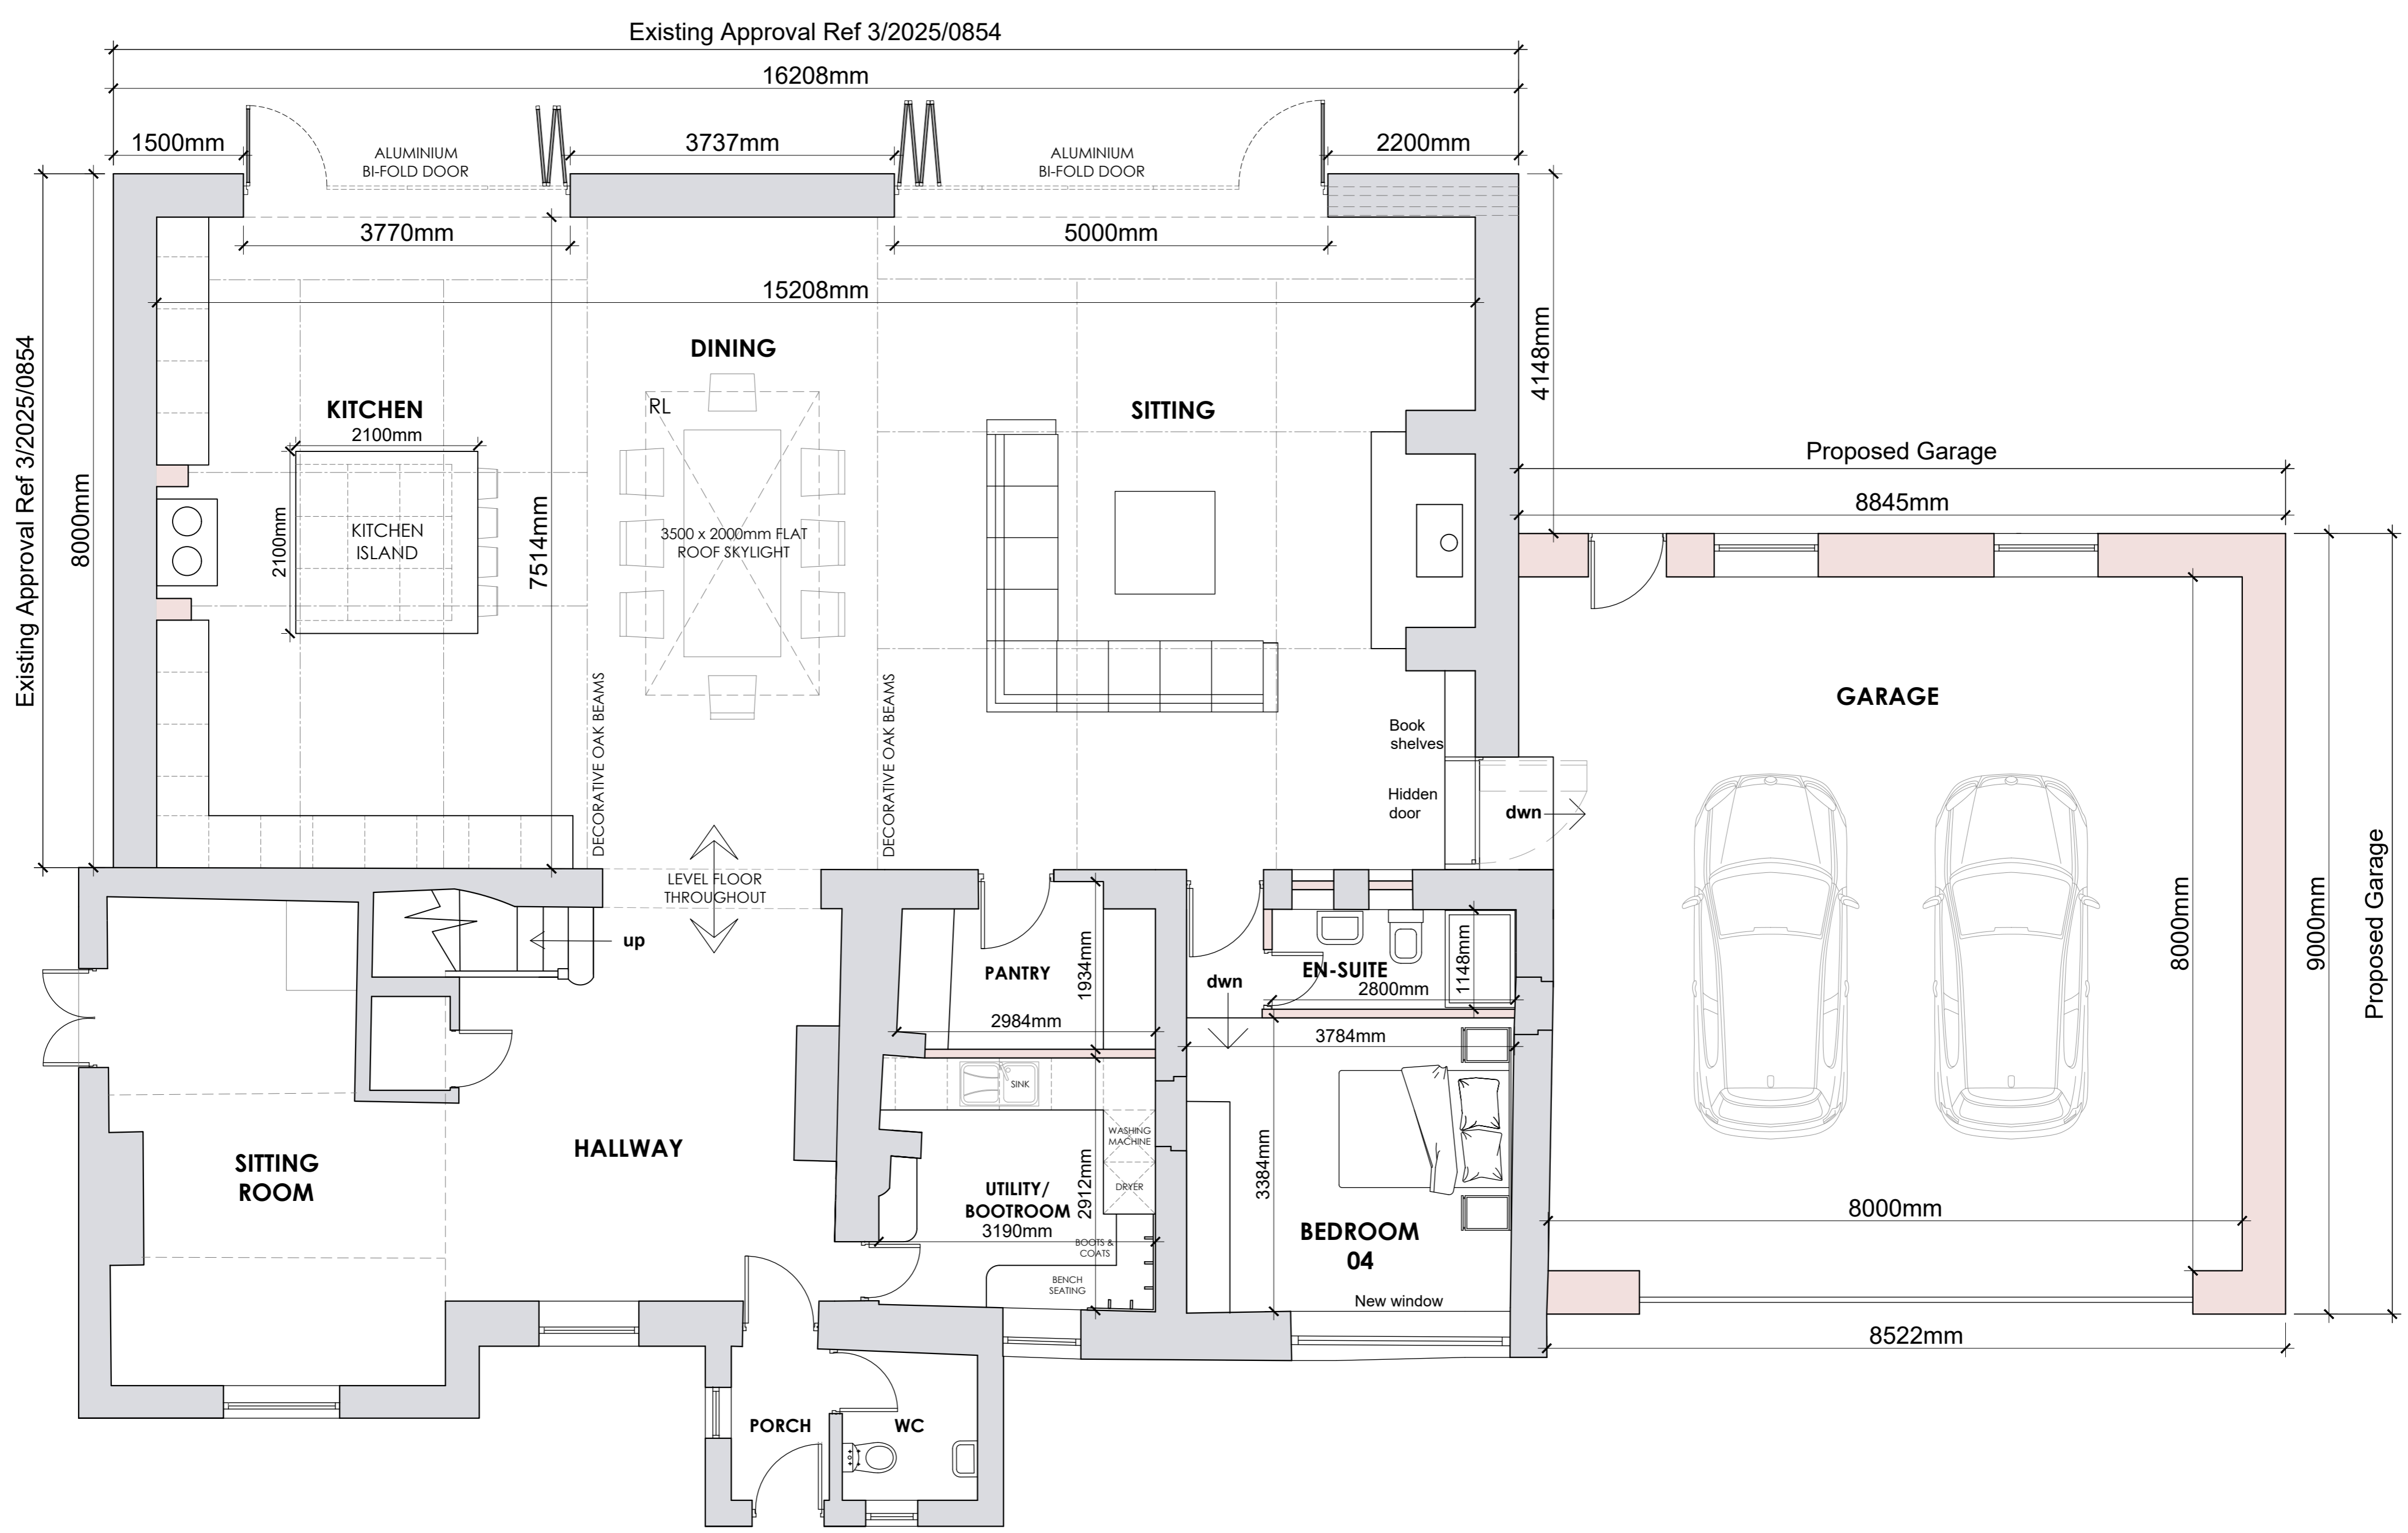 Existing Approval Ref 3/2025/0854
16208mm
1500mm
ALUMINIUM
BI-FOLD DOOR
3737mm
ALUMINIUM
BI-FOLD DOOR
2200mm
3770mm
5000mm
15208mm
Existing Approval Ref 3/2025/0854
8000mm
DINING
KITCHEN
2100mm
2100mm
KITCHEN
ISLAND
7514mm
RL
3500 x 2000mm FLAT
ROOF SKYLIGHT
SITTING
4148mm
Proposed Garage
8845mm
GARAGE
DECORATIVE OAK BEAMS
DECORATIVE OAK BEAMS
Book
shelves
Hidden
door
dwn
LEVEL FLOOR
THROUGHOUT
up
PANTRY
1934mm
2984mm
dwn
EN-SUITE
2800mm
1148mm
3784mm
8000mm
9000mm
Proposed Garage
SINK
WASHING
MACHINE
DRYER
SITTING
ROOM
HALLWAY
UTILITY/
BOOTROOM
2912mm
3190mm
BOOTS &
COATS
BENCH
SEATING
3384mm
BEDROOM
04
New window
8000mm
8522mm
PORCH
WC